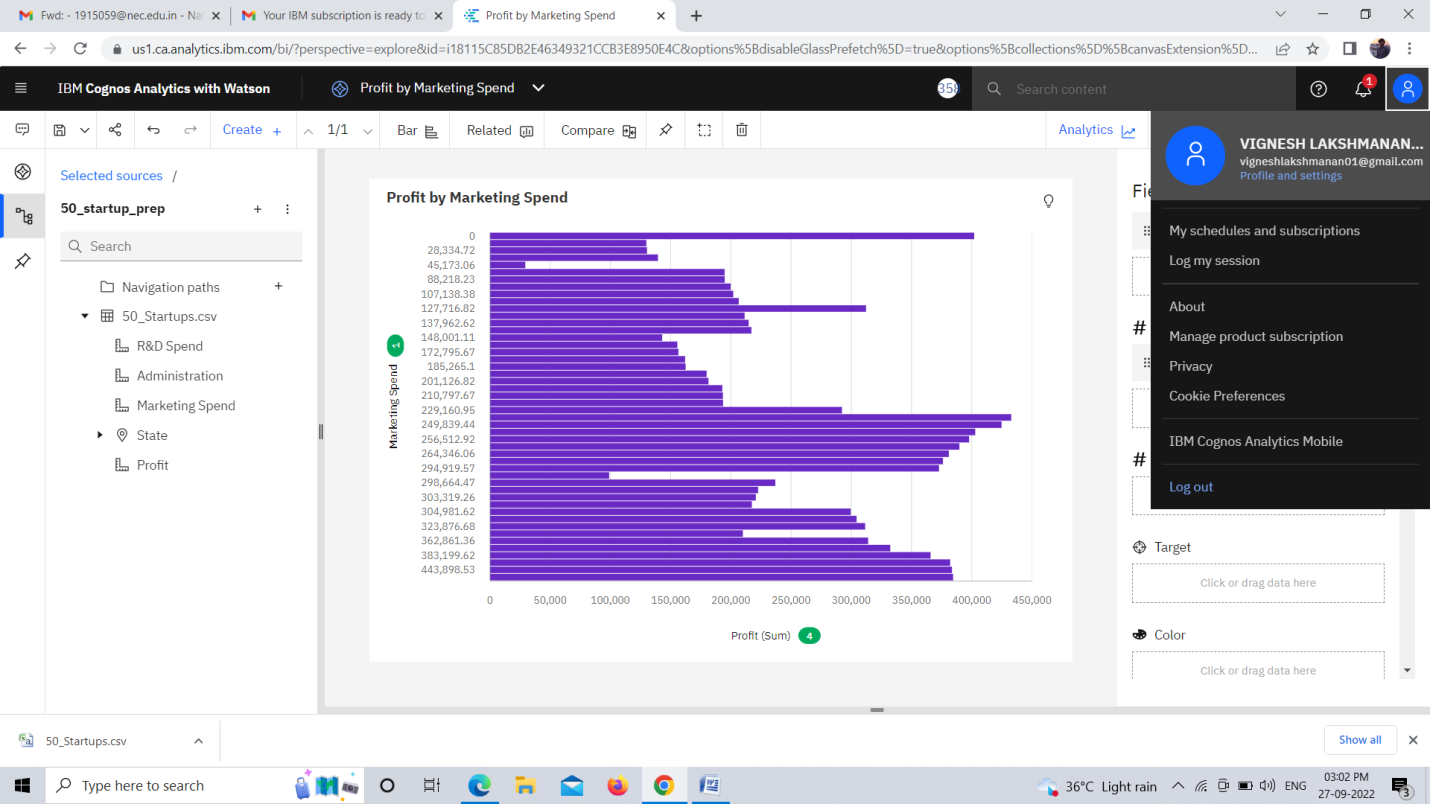 Fwd: - 1915059@nec.edu.in - Na
Your IBM subscription is ready to
Profit by Marketing Spend
us1.ca.analytics.ibm.com/bi/?perspective=explore&id=i18115C85DB2E46349321CCB3E8950E4C&options%5BdisableGlassPrefetch%5D=true&options%5Bcollections%5D%5BcanvasExtension%5D...
IBM Cognos Analytics with Watson
Profit by Marketing Spend
358
Search content
1
Create +
1/1
Bar
Related
Compare
Analytics
VIGNESH LAKSHMANAN...
vigneshlakshmanan01@gmail.com
Profile and settings
My schedules and subscriptions
Log my session
About
Manage product subscription
Privacy
Cookie Preferences
IBM Cognos Analytics Mobile
Log out
Selected sources /
50_startup_prep
Search
Navigation paths
50_Startups.csv
R&D Spend
Administration
Marketing Spend
State
Profit
Profit by Marketing Spend
Marketing Spend
0
28,334.72
45,173.06
88,218.23
107,138.38
127,716.82
137,962.62
148,001.11
172,795.67
185,265.1
201,126.82
210,797.67
229,160.95
249,839.44
256,512.92
264,346.06
294,919.57
298,664.47
303,319.26
304,981.62
323,876.68
362,861.36
383,199.62
443,898.53
0 50,000 100,000 150,000 200,000 250,000 300,000 350,000 400,000 450,000
Profit (Sum) 4
Fie
#
#
Target
Click or drag data here
Color
Click or drag data here
50_Startups.csv
Show all
Type here to search
36°C Light rain
ENG
03:02 PM
27-09-2022
3